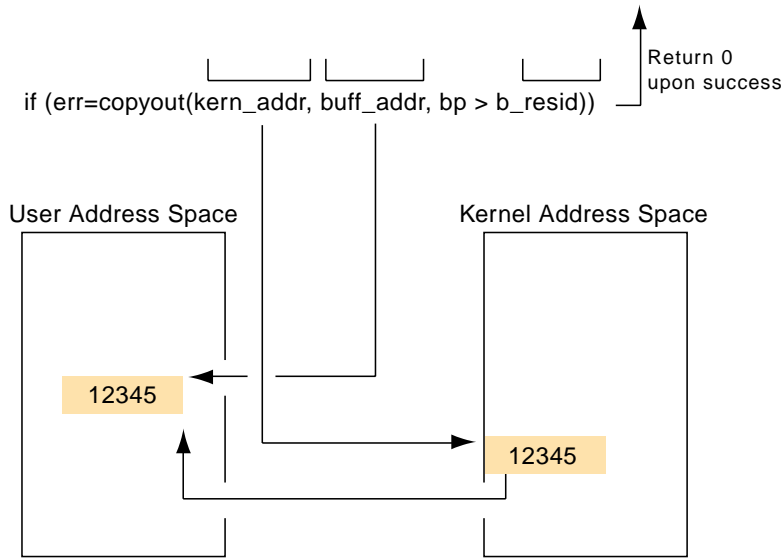 Return 0
upon success
if (err=copyout(kern_addr, buff_addr, bp > b_resid))
User Address Space
Kernel Address Space
12345
12345